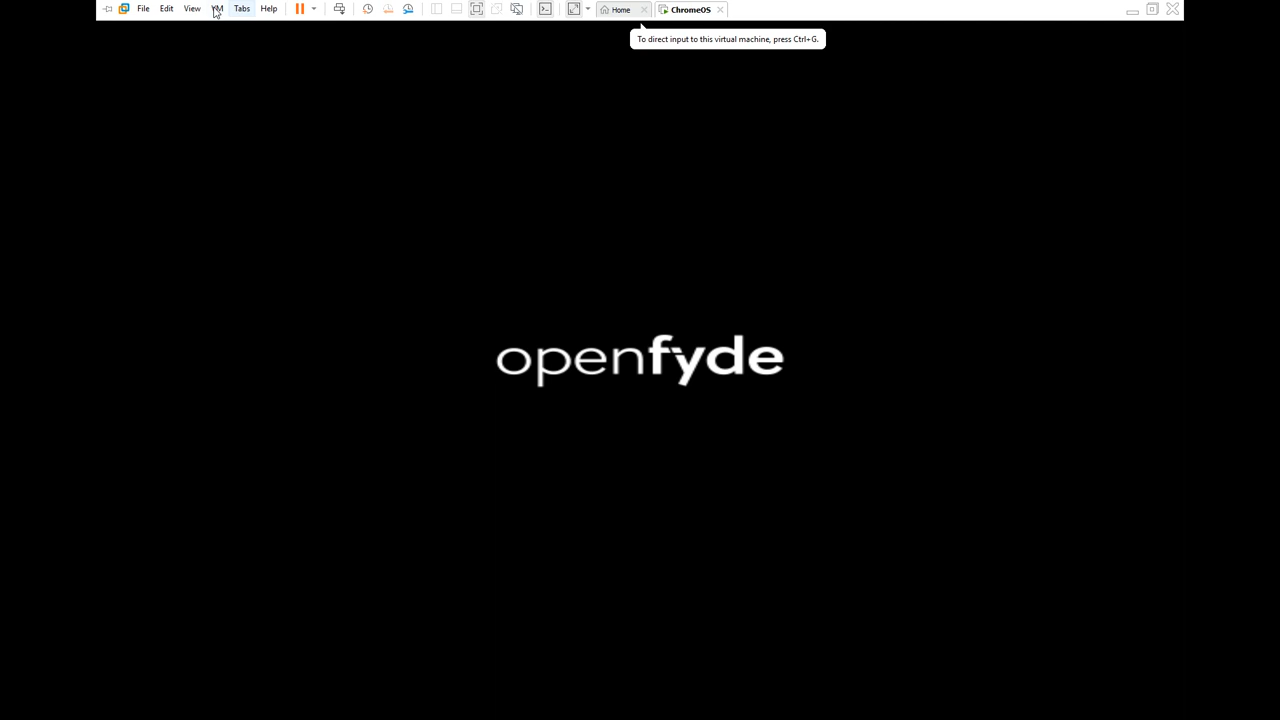 File Edit View VM Tabs Help Home ChromeOS
To direct input to this virtual machine, press Ctrl+G.
openfyde